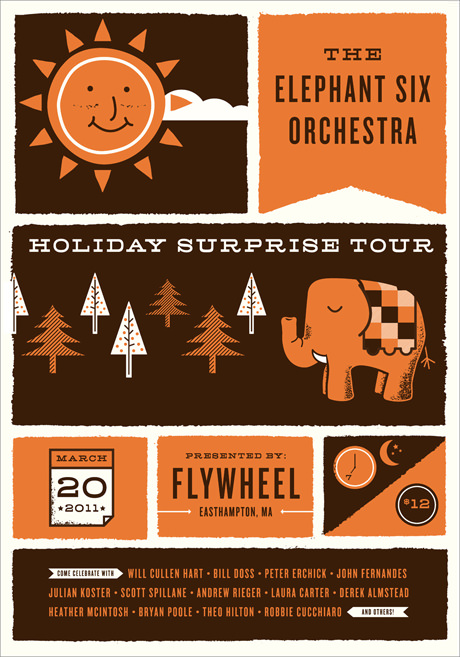 THE
ELEPHANT SIX
ORCHESTRA
HOLIDAY SURPRISE TOUR
MARCH
20
★2011★
PRESENTED BY:
FLYWHEEL
EASTHAMPTON, MA
$12
COME CELEBRATE WITH WILL CULLEN HART • BILL DOSS • PETER ERCHICK • JOHN FERNANDES
JULIAN KOSTER • SCOTT SPILLANE • ANDREW RIEGER • LAURA CARTER • DEREK ALMSTEAD
HEATHER MCINTOSH • BRYAN POOLE • THEO HILTON • ROBBIE CUCCHIARO AND OTHERS!